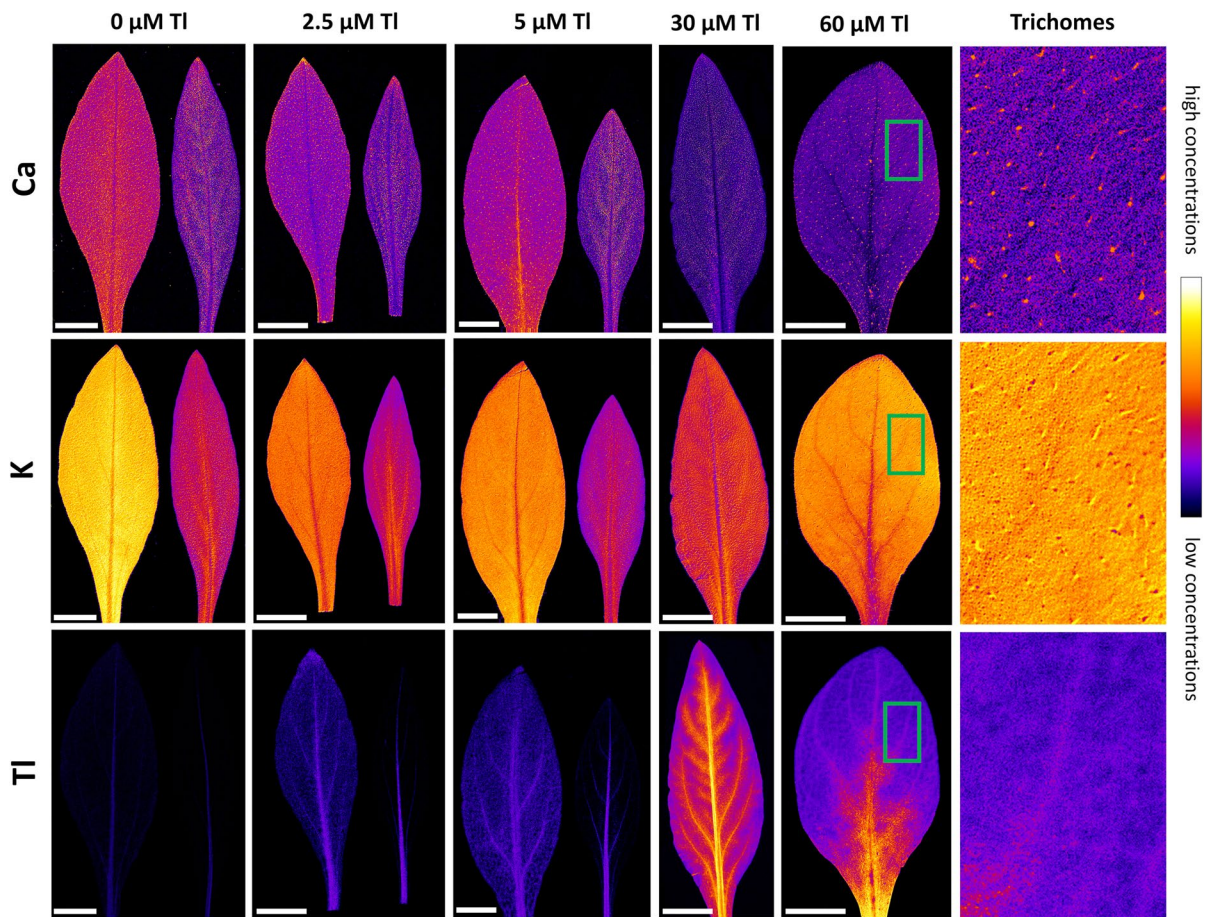 0 µM Tl
2.5 µM Tl
5 µM Tl
30 µM Tl
60 µM Tl
Trichomes
Ca
K
Tl
high concentrations
low concentrations